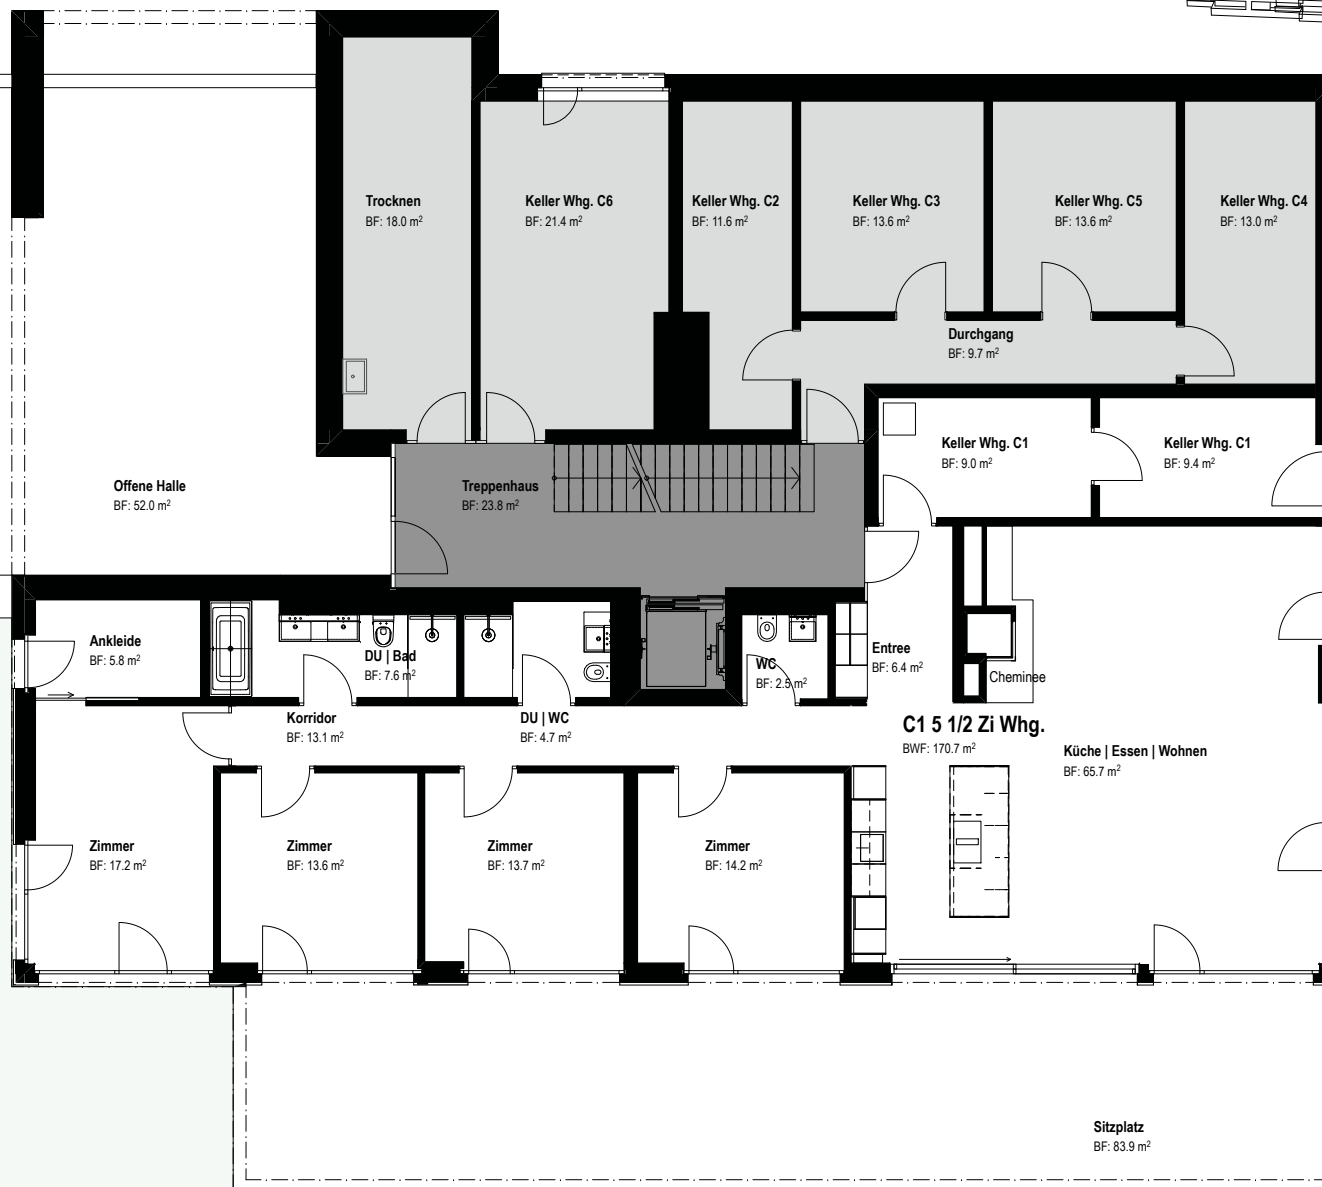 Trocknen
BF: 18.0 m²
Keller Whg. C6
BF: 21.4 m²
Keller Whg. C2
BF: 11.6 m²
Keller Whg. C3
BF: 13.6 m²
Keller Whg. C5
BF: 13.6 m²
Keller Whg. C4
BF: 13.0 m²
Durchgang
BF: 9.7 m²
Keller Whg. C1
BF: 9.0 m²
Keller Whg. C1
BF: 9.4 m²
Offene Halle
BF: 52.0 m²
Treppenhaus
BF: 23.8 m²
Ankleide
BF: 5.8 m²
DU | Bad
BF: 7.6 m²
WC
BF: 2.5 m²
Entree
BF: 6.4 m²
Cheminee
Korridor
BF: 13.1 m²
DU | WC
BF: 4.7 m²
C1 5 1/2 Zi Whg.
BWF: 170.7 m²
Küche | Essen | Wohnen
BF: 65.7 m²
Zimmer
BF: 17.2 m²
Zimmer
BF: 13.6 m²
Zimmer
BF: 13.7 m²
Zimmer
BF: 14.2 m²
Sitzplatz
BF: 83.9 m²